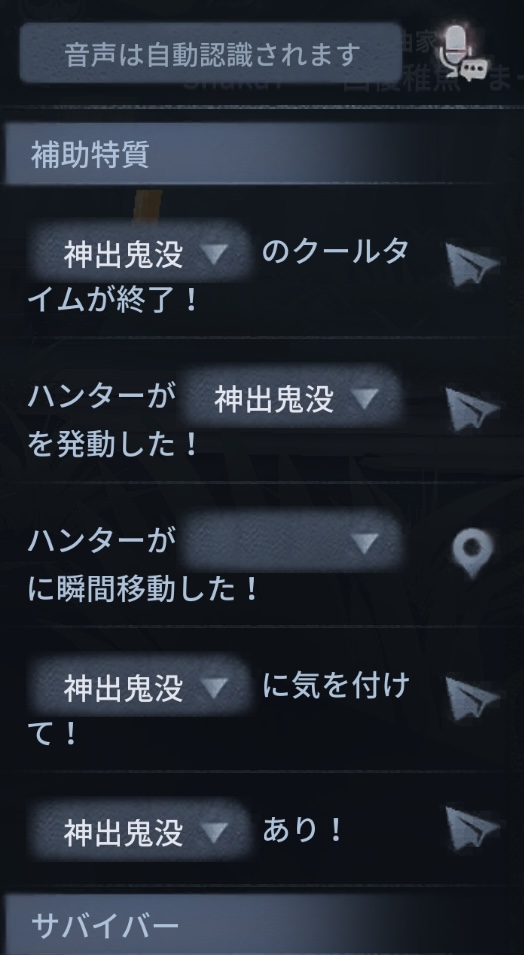 音声は自動認識されます
補助特質
神出鬼没 ▼ のクールタ
イムが終了！
ハンターが 神出鬼没 ▼
を発動した！
ハンターが ▼
に瞬間移動した！
神出鬼没 ▼ に気を付け
て！
神出鬼没 ▼ あり！
サバイバー